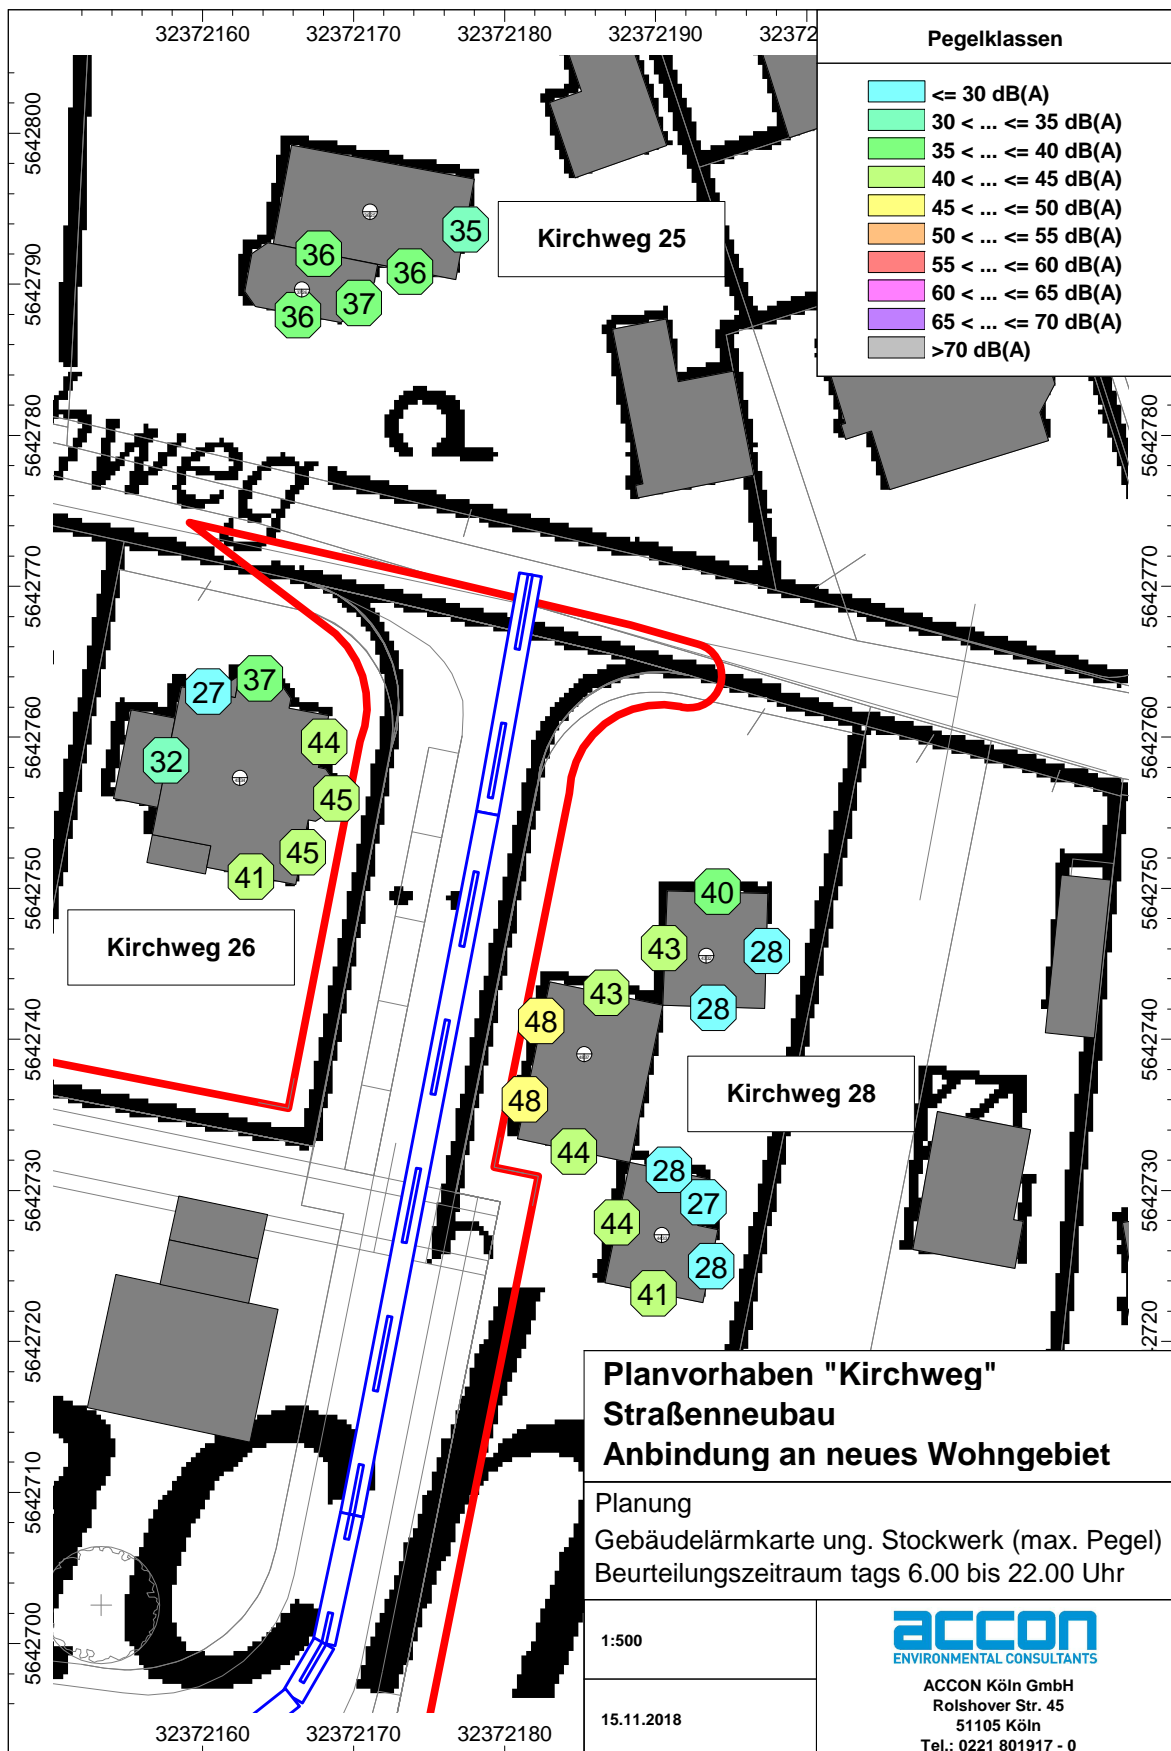 32372160 32372170 32372180 32372190
Pegelklassen
<= 30 dB(A)
30 < ... <= 35 dB(A)
35 < ... <= 40 dB(A)
40 < ... <= 45 dB(A)
45 < ... <= 50 dB(A)
50 < ... <= 55 dB(A)
55 < ... <= 60 dB(A)
60 < ... <= 65 dB(A)
65 < ... <= 70 dB(A)
>70 dB(A)
5642800
5642790
5642780
5642770
5642760
5642750
5642740
5642730
5642720
5642710
5642700
5642780
5642770
5642760
5642750
5642740
5642730
35
36
36
37
36
Kirchweg 25
27
37
44
32
45
45
41
Kirchweg 26
40
43
28
43
28
48
48
44
Kirchweg 28
28
27
44
28
41
Planvorhaben "Kirchweg"
Straßenneubau
Anbindung an neues Wohngebiet
Planung
Gebäudelärmkarte ung. Stockwerk (max. Pegel)
Beurteilungszeitraum tags 6.00 bis 22.00 Uhr
1:500
15.11.2018
accon
ENVIRONMENTAL CONSULTANTS
ACCON Köln GmbH
Rolshover Str. 45
51105 Köln
Tel.: 0221 801917 - 0
32372160 32372170 32372180